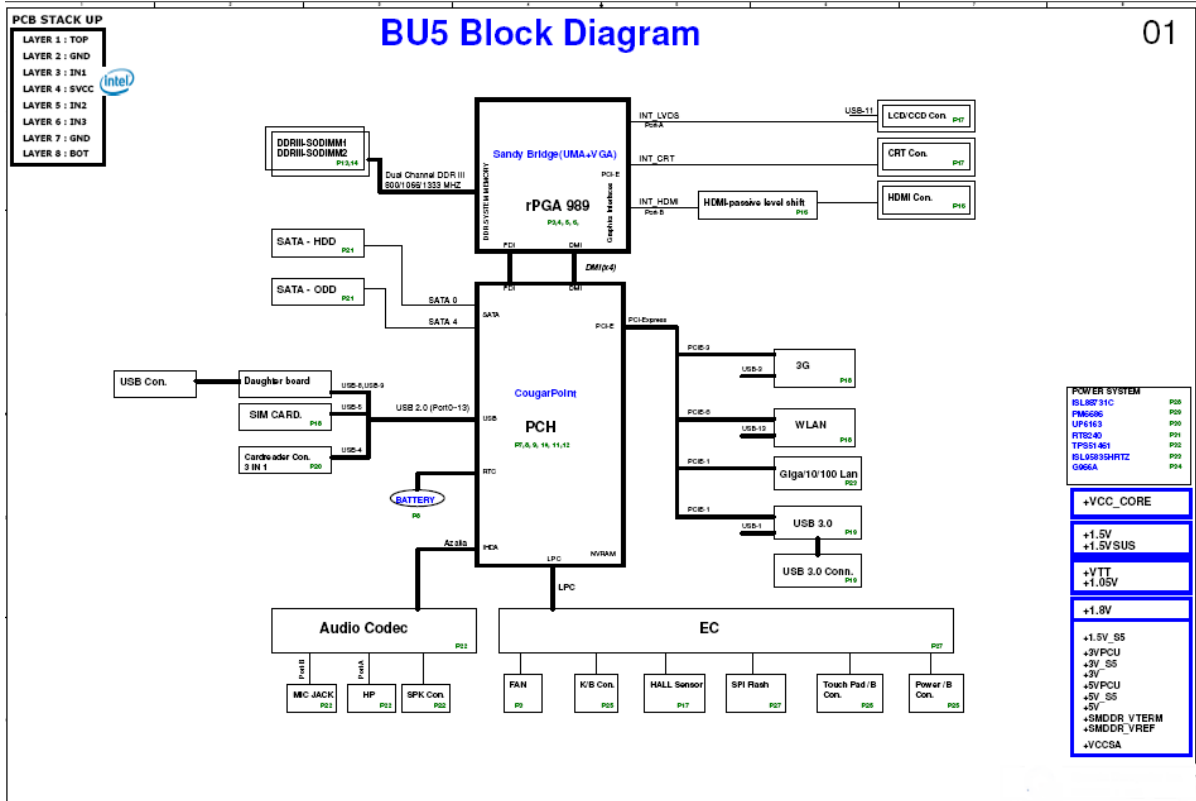 PCB STACK UP
LAYER 1 : TOP
LAYER 2 : GND
LAYER 3 : IN1
LAYER 4 : SVCC
LAYER 5 : IN2
LAYER 6 : IN3
LAYER 7 : GND
LAYER 8 : BOT
intel
BU5 Block Diagram
01
DDRIII-SODIMM1
DDRIII-SODIMM2
P13,14
Dual Channel DDR III
800/1066/1333 MHZ
DDR SYSTEM MEMORY
Sandy Bridge(UMA+VGA)
PCI-E
rPGA 989
P3,4, 5, 6,
Graphics Interfaces
FDI
DMI
INT_LVDS
Port-A
USB-11
LCD/CCD Con.
P17
INT_CRT
CRT Con.
P17
INT_HDMI
Port-B
HDMI-passive level shift
P16
HDMI Con.
P16
DMI(x4)
FDI
DMI
SATA - HDD
P21
SATA - ODD
P21
SATA 0
SATA 4
SATA
PCI-E
PCI-Express
CougarPoint
PCH
P7,8, 9, 10, 11,12
USB
RTC
IHDA
LPC
NVRAM
USB Con.
Daughter board
USB-8,USB-9
SIM CARD.
P18
USB-5
Cardreader Con.
3 IN 1
P20
USB-4
USB 2.0 (Port0~13)
BATTERY
P8
Azalia
LPC
PCIE-3
USB-3
3G
P18
PCIE-6
USB-13
WLAN
P18
PCIE-1
Giga/10/100 Lan
P23
PCIE-1
USB-1
USB 3.0
P19
USB 3.0 Conn.
P19
Audio Codec
P22
Port-B
Port-A
MIC JACK
P22
HP
P22
SPK Con.
P22
EC
P27
FAN
P3
K/B Con.
P25
HALL Sensor
P17
SPI Flash
P27
Touch Pad /B
Con.
P25
Power /B
Con.
P25
POWER SYSTEM
ISL88731C
P28
PM6686
P29
UP6163
P30
RT8240
P31
TPS51461
P32
ISL95835HRTZ
P33
G966A
P34
+VCC_CORE
+1.5V
+1.5VSUS
+VTT
+1.05V
+1.8V
+1.5V_S5
+3VPCU
+3V_S5
+3V
+5VPCU
+5V_S5
+5V
+SMDDR_VTERM
+SMDDR_VREF
+VCCSA